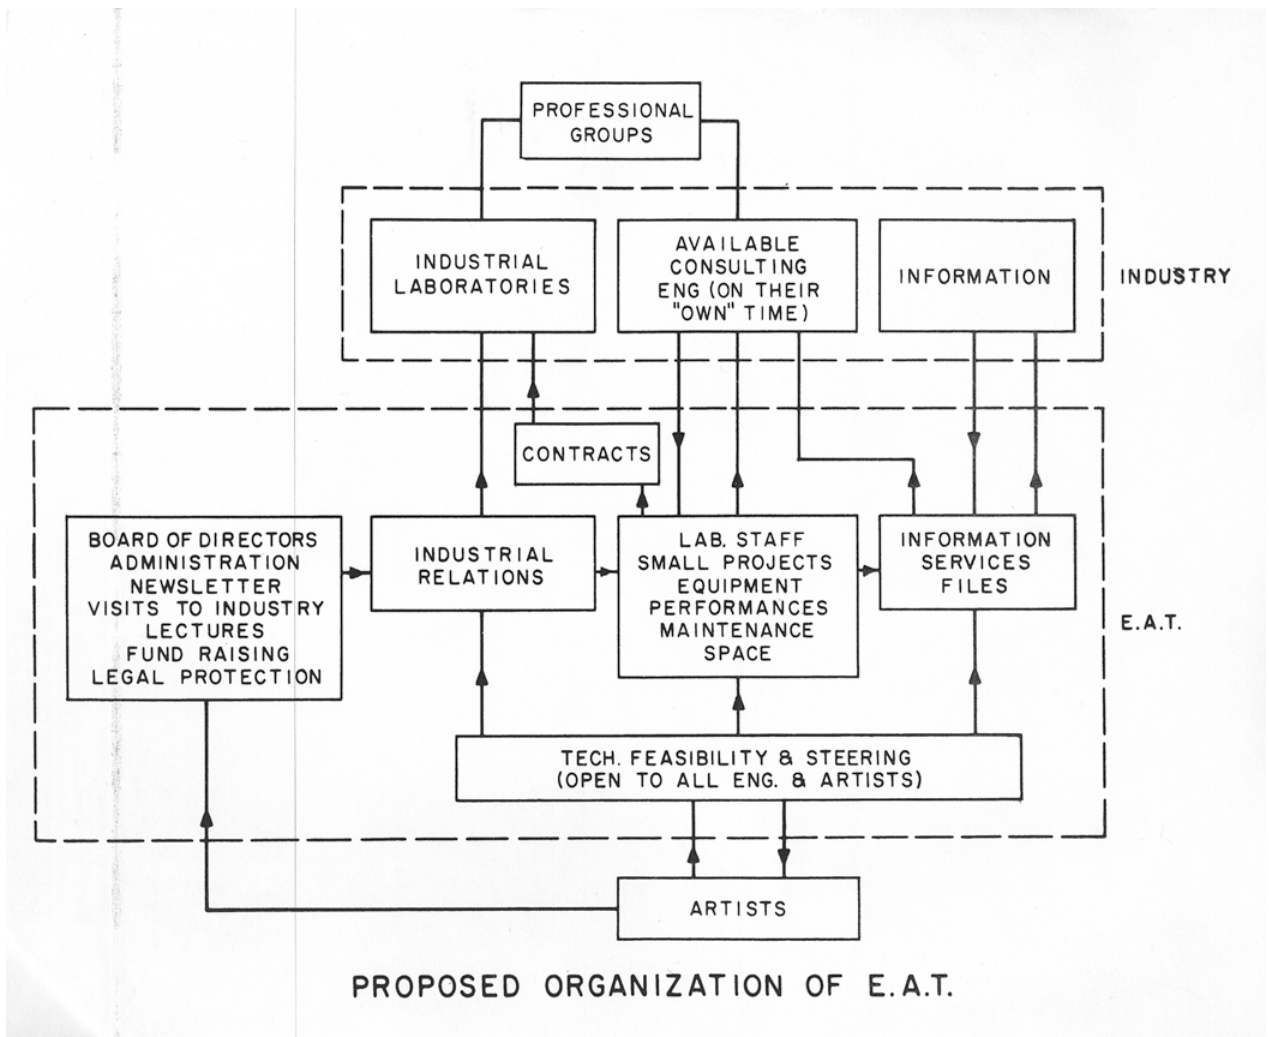 PROFESSIONAL
GROUPS
INDUSTRIAL
LABORATORIES
AVAILABLE
CONSULTING
ENG (ON THEIR
"OWN" TIME)
INFORMATION
INDUSTRY
CONTRACTS
BOARD OF DIRECTORS
ADMINISTRATION
NEWSLETTER
VISITS TO INDUSTRY
LECTURES
FUND RAISING
LEGAL PROTECTION
INDUSTRIAL
RELATIONS
LAB. STAFF
SMALL PROJECTS
EQUIPMENT
PERFORMANCES
MAINTENANCE
SPACE
INFORMATION
SERVICES
FILES
E.A.T.
TECH. FEASIBILITY & STEERING
(OPEN TO ALL ENG. & ARTISTS)
ARTISTS
PROPOSED ORGANIZATION OF E.A.T.